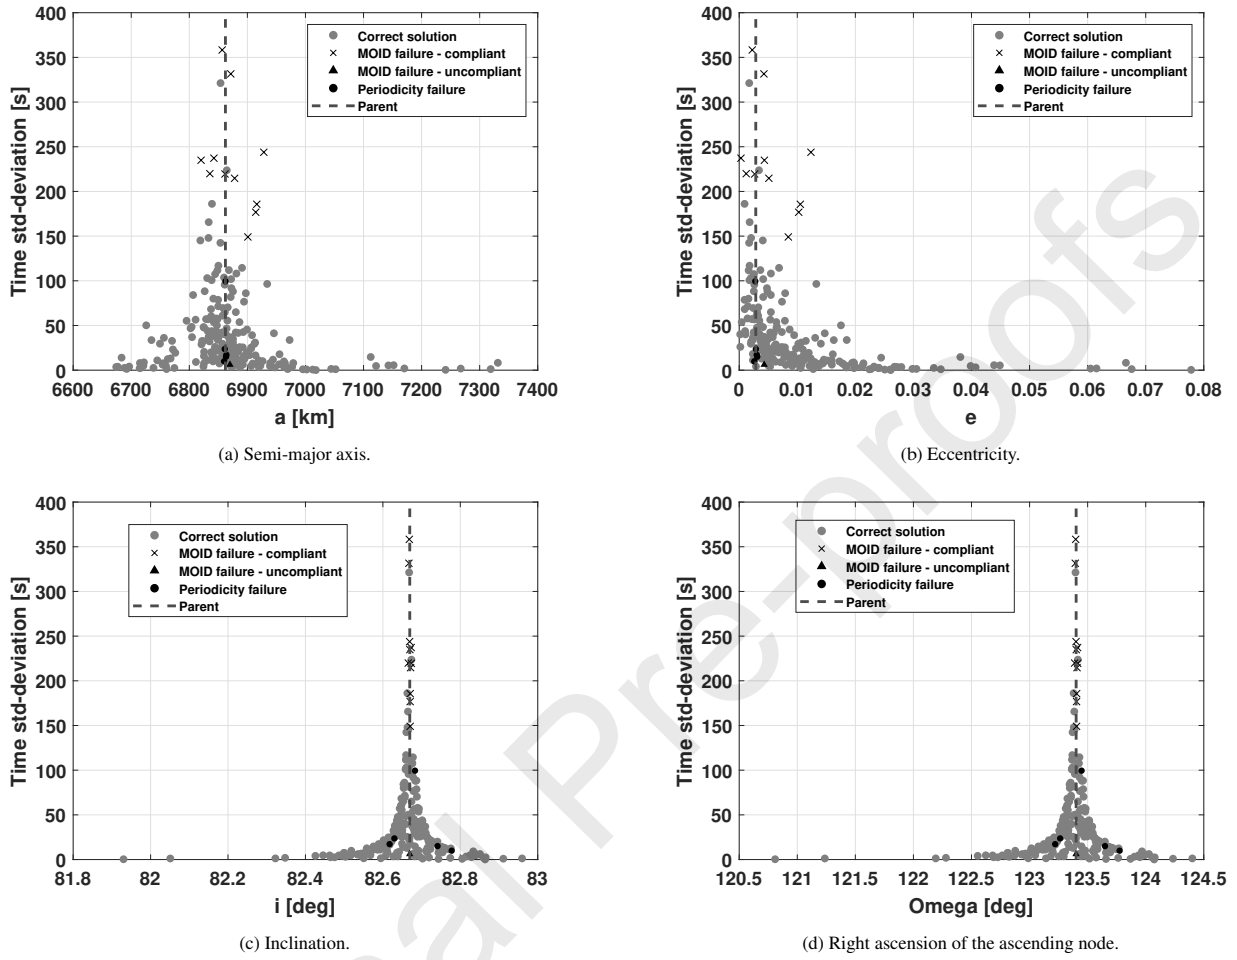 400
350
300
250
200
150
100
50
0
Time std-deviation [s]
Correct solution
MOID failure - compliant
MOID failure - uncompliant
Periodicity failure
Parent
6600 6700 6800 6900 7000 7100 7200 7300 7400
a [km]
(a) Semi-major axis.
400
350
300
250
200
150
100
50
0
Time std-deviation [s]
Correct solution
MOID failure - compliant
MOID failure - uncompliant
Periodicity failure
Parent
0 0.01 0.02 0.03 0.04 0.05 0.06 0.07 0.08
e
(b) Eccentricity.
400
350
300
250
200
150
100
50
0
Time std-deviation [s]
Correct solution
MOID failure - compliant
MOID failure - uncompliant
Periodicity failure
Parent
81.8 82 82.2 82.4 82.6 82.8 83
i [deg]
(c) Inclination.
400
350
300
250
200
150
100
50
0
Time std-deviation [s]
Correct solution
MOID failure - compliant
MOID failure - uncompliant
Periodicity failure
Parent
120.5 121 121.5 122 122.5 123 123.5 124 124.5
Omega [deg]
(d) Right ascension of the ascending node.
al Pre-proofs